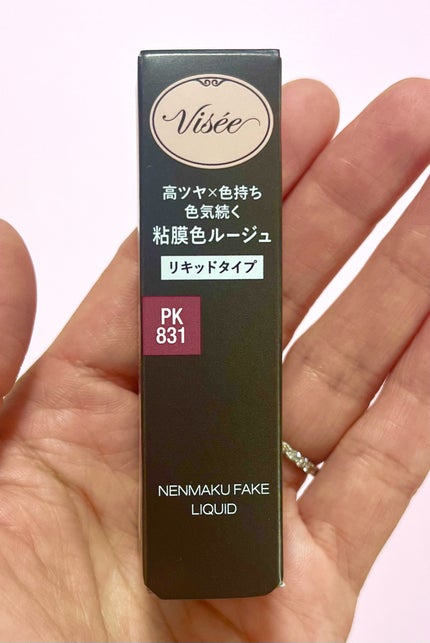 Visée
高ツヤ×色持ち
色気続く
粘膜色ルージュ
リキッドタイプ
PK
831
NENMAKU FAKE
LIQUID